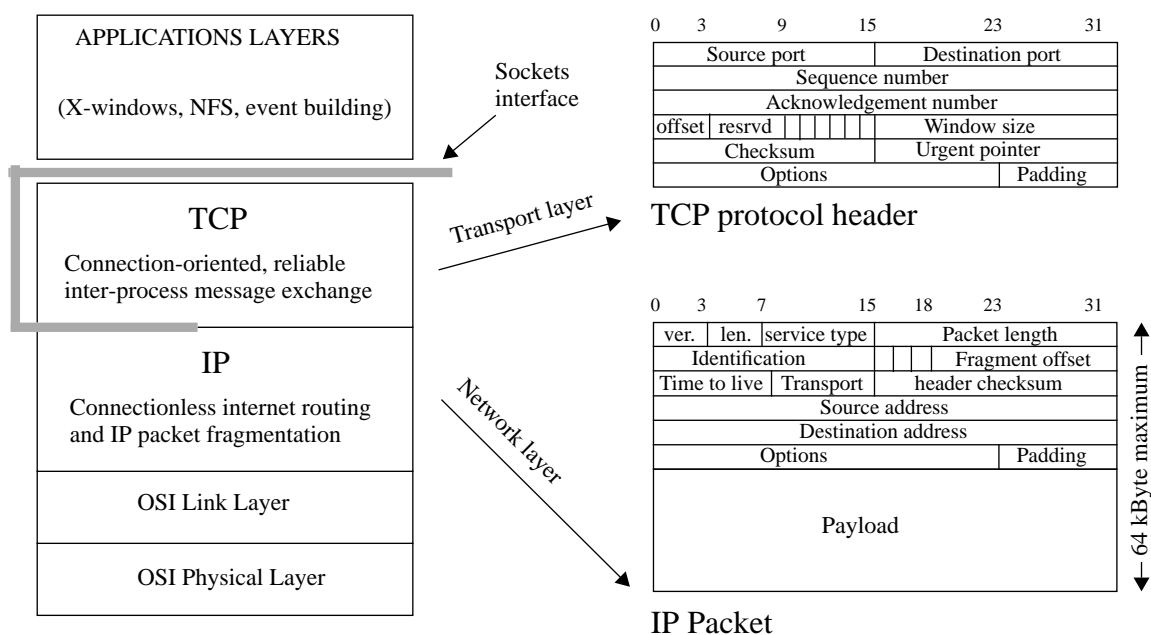 APPLICATIONS LAYERS
(X-windows, NFS, event building)
Sockets
interface
TCP
Connection-oriented, reliable
inter-process message exchange
IP
Connectionless internet routing
and IP packet fragmentation
OSI Link Layer
OSI Physical Layer
Transport layer
Network layer
0 3 9 15 23 31
Source port Destination port
Sequence number
Acknowledgement number
offset resrvd Window size
Checksum Urgent pointer
Options Padding
TCP protocol header
0 3 7 15 18 23 31
ver. len. service type Packet length
Identification Fragment offset
Time to live Transport header checksum
Source address
Destination address
Options Padding
Payload
64 kByte maximum
IP Packet